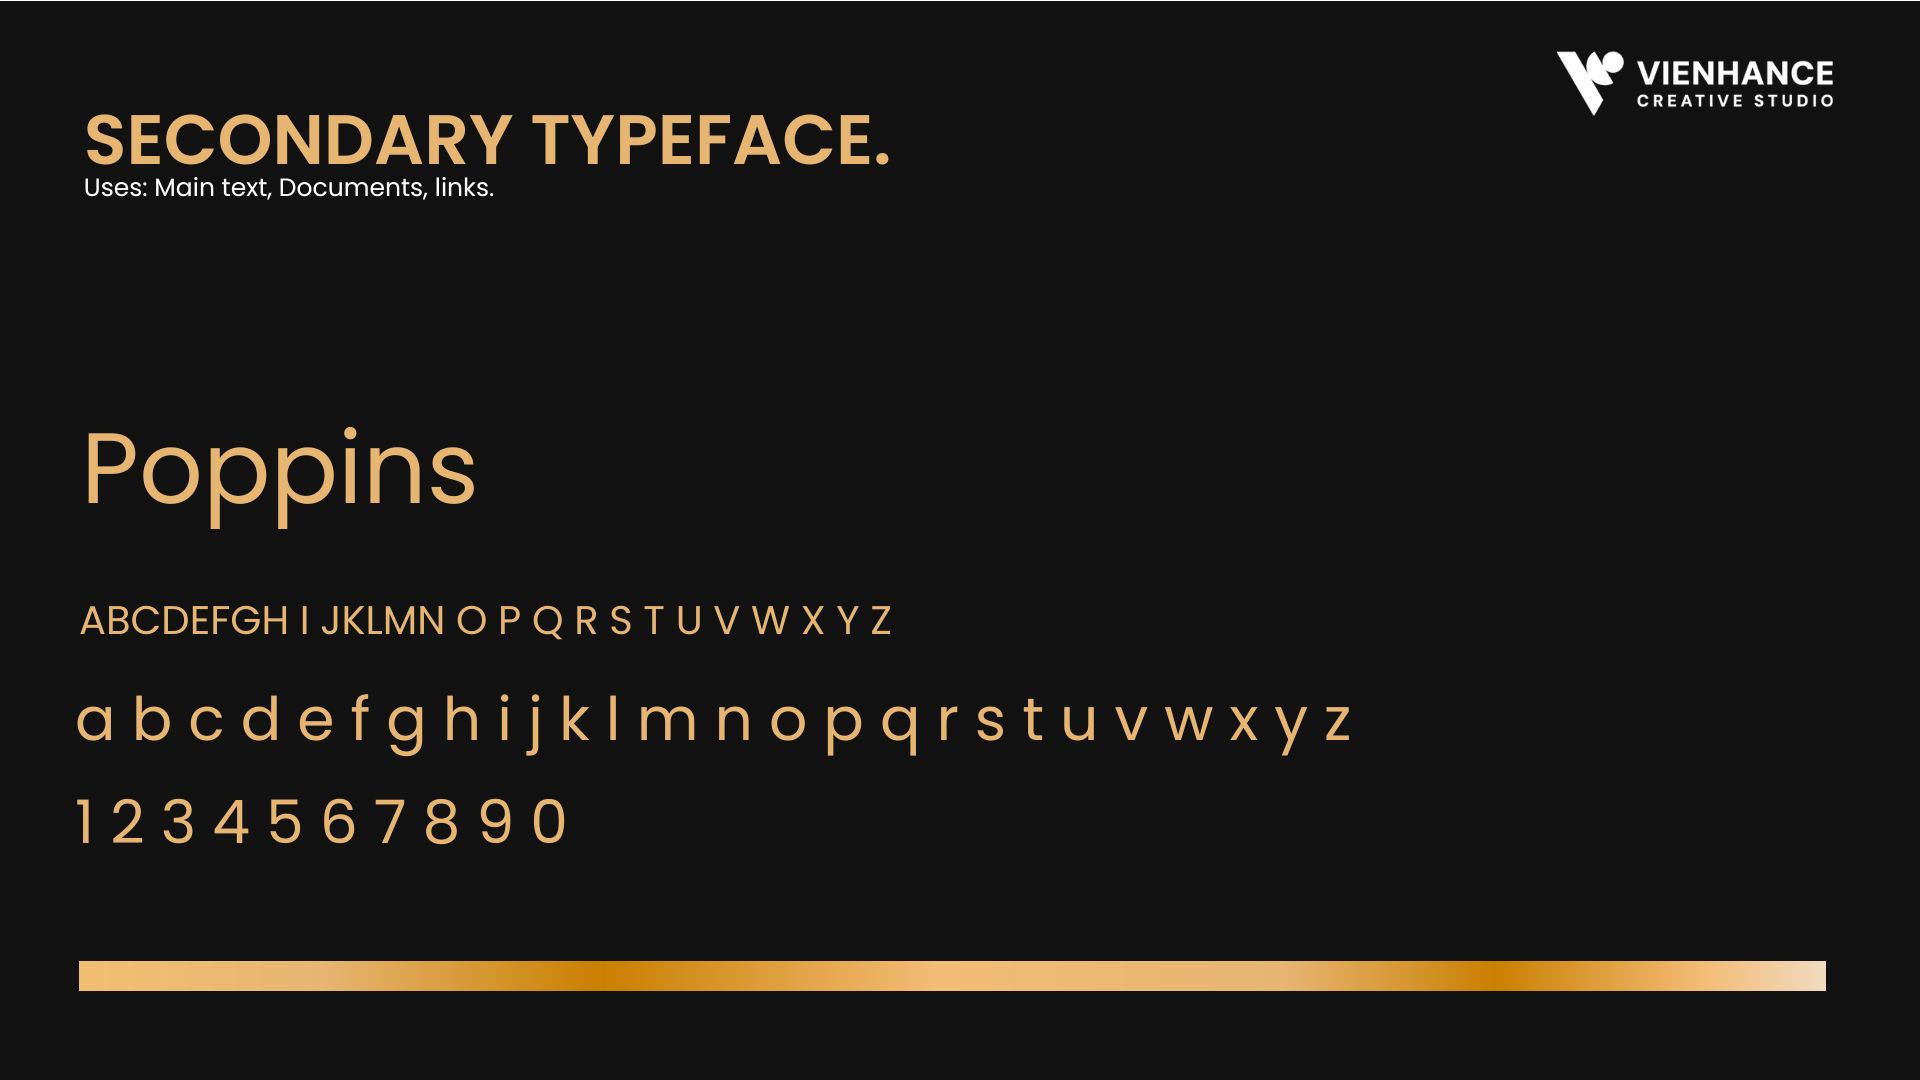 VIENHANCE
CREATIVE STUDIO
SECONDARY TYPEFACE.
Uses: Main text, Documents, links.
Poppins
ABCDEFGH I JKLMN O P Q R S T U V W X Y Z
a b c d e f g h i j k l m n o p q r s t u v w x y z
1 2 3 4 5 6 7 8 9 0